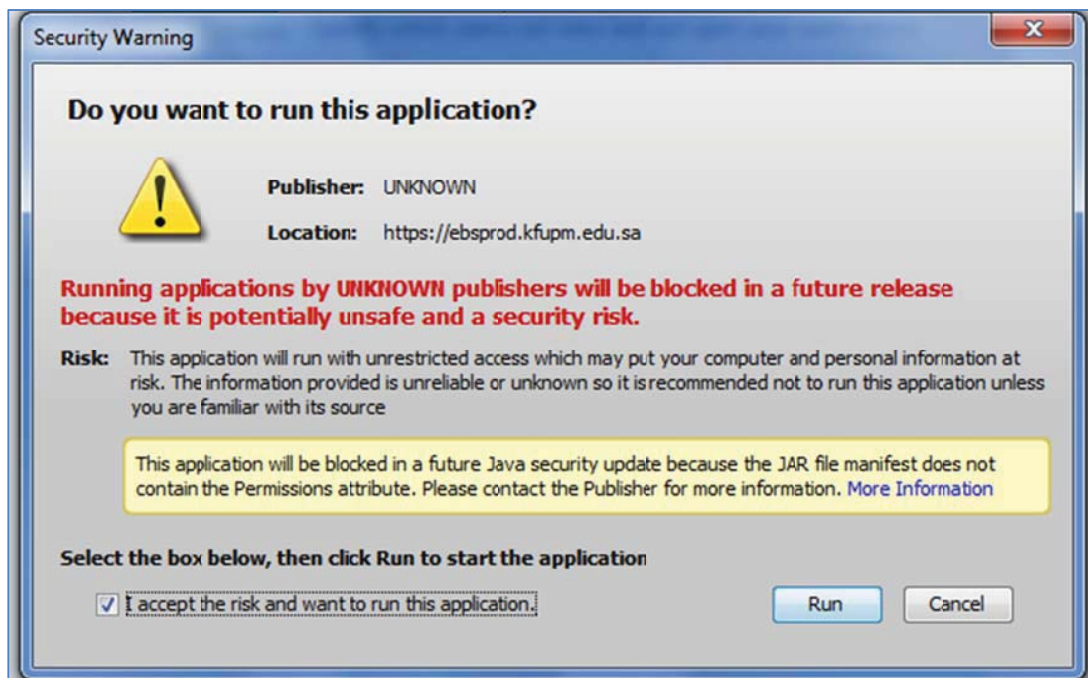 Security Warning
Do you want to run this application?
Publisher: UNKNOWN
Location: https://ebsprod.kfupm.edu.sa
Running applications by UNKNOWN publishers will be blocked in a future release
because it is potentially unsafe and a security risk.
Risk: This application will run with unrestricted access which may put your computer and personal information at
risk. The information provided is unreliable or unknown so it is recommended not to run this application unless
you are familiar with its source
This application will be blocked in a future Java security update because the JAR file manifest does not
contain the Permissions attribute. Please contact the Publisher for more information. More Information
Select the box below, then click Run to start the application
I accept the risk and want to run this application.
Run Cancel